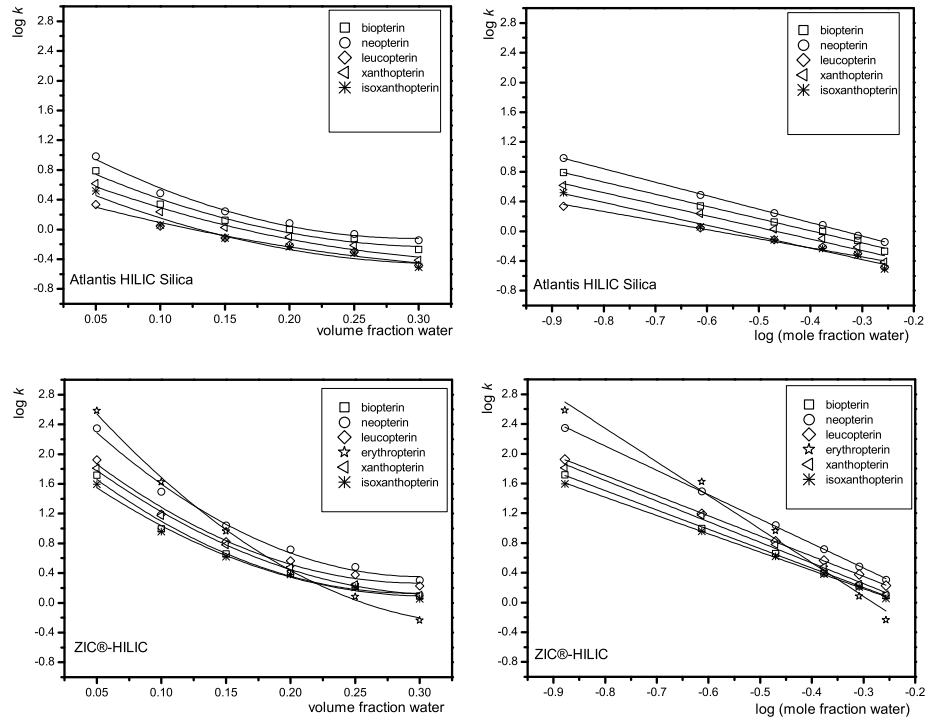 log k
2.8
2.4
2.0
1.6
1.2
0.8
0.4
0.0
-0.4
-0.8
biopterin
neopterin
leucopterin
xanthopterin
isoxanthopterin
Atlantis HILIC Silica
0.05 0.10 0.15 0.20 0.25 0.30
volume fraction water
log k
2.8
2.4
2.0
1.6
1.2
0.8
0.4
0.0
-0.4
-0.8
biopterin
neopterin
leucopterin
xanthopterin
isoxanthopterin
Atlantis HILIC Silica
-0.9 -0.8 -0.7 -0.6 -0.5 -0.4 -0.3 -0.2
log (mole fraction water)
log k
2.8
2.4
2.0
1.6
1.2
0.8
0.4
0.0
-0.4
-0.8
biopterin
neopterin
leucopterin
erythropterin
xanthopterin
isoxanthopterin
ZIC®-HILIC
0.05 0.10 0.15 0.20 0.25 0.30
volume fraction water
log k
2.8
2.4
2.0
1.6
1.2
0.8
0.4
0.0
-0.4
-0.8
biopterin
neopterin
leucopterin
erythropterin
xanthopterin
isoxanthopterin
ZIC®-HILIC
-0.9 -0.8 -0.7 -0.6 -0.5 -0.4 -0.3 -0.2
log (mole fraction water)